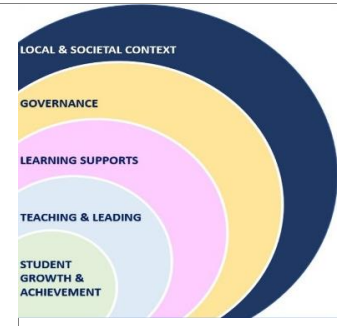 LOCAL & SOCIETAL CONTEXT
GOVERNANCE
LEARNING SUPPORTS
TEACHING & LEADING
STUDENT
GROWTH &
ACHIEVEMENT